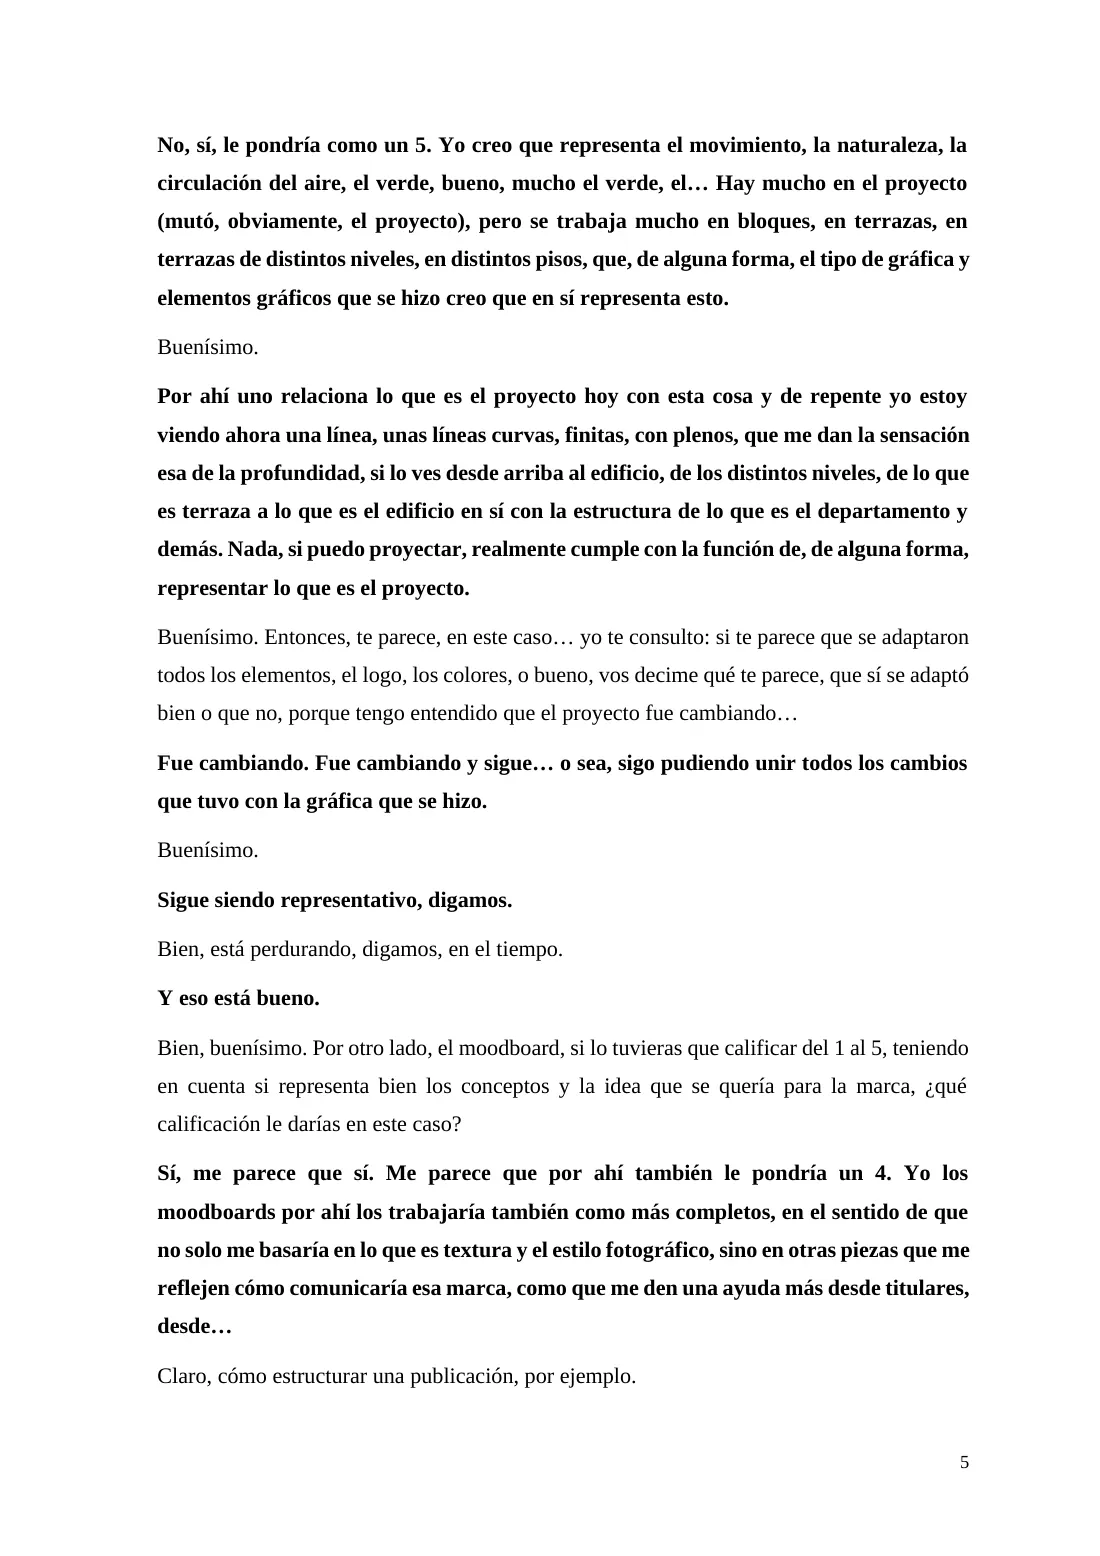 No, sí, le pondría como un 5. Yo creo que representa el movimiento, la naturaleza, la
circulación del aire, el verde, bueno, mucho el verde, el… Hay mucho en el proyecto
(mutó, obviamente, el proyecto), pero se trabaja mucho en bloques, en terrazas, en
terrazas de distintos niveles, en distintos pisos, que, de alguna forma, el tipo de gráfica y
elementos gráficos que se hizo creo que en sí representa esto.
Buenísimo.
Por ahí uno relaciona lo que es el proyecto hoy con esta cosa y de repente yo estoy
viendo ahora una línea, unas líneas curvas, finitas, con plenos, que me dan la sensación
esa de la profundidad, si lo ves desde arriba al edificio, de los distintos niveles, de lo que
es terraza a lo que es el edificio en sí con la estructura de lo que es el departamento y
demás. Nada, si puedo proyectar, realmente cumple con la función de, de alguna forma,
representar lo que es el proyecto.
Buenísimo. Entonces, te parece, en este caso… yo te consulto: si te parece que se adaptaron
todos los elementos, el logo, los colores, o bueno, vos decime qué te parece, que sí se adaptó
bien o que no, porque tengo entendido que el proyecto fue cambiando…
Fue cambiando. Fue cambiando y sigue… o sea, sigo pudiendo unir todos los cambios
que tuvo con la gráfica que se hizo.
Buenísimo.
Sigue siendo representativo, digamos.
Bien, está perdurando, digamos, en el tiempo.
Y eso está bueno.
Bien, buenísimo. Por otro lado, el moodboard, si lo tuvieras que calificar del 1 al 5, teniendo
en cuenta si representa bien los conceptos y la idea que se quería para la marca, ¿qué
calificación le darías en este caso?
Sí, me parece que sí. Me parece que por ahí también le pondría un 4. Yo los
moodboards por ahí los trabajaría también como más completos, en el sentido de que
no solo me basaría en lo que es textura y el estilo fotográfico, sino en otras piezas que me
reflejen cómo comunicaría esa marca, como que me den una ayuda más desde titulares,
desde…
Claro, cómo estructurar una publicación, por ejemplo.
5